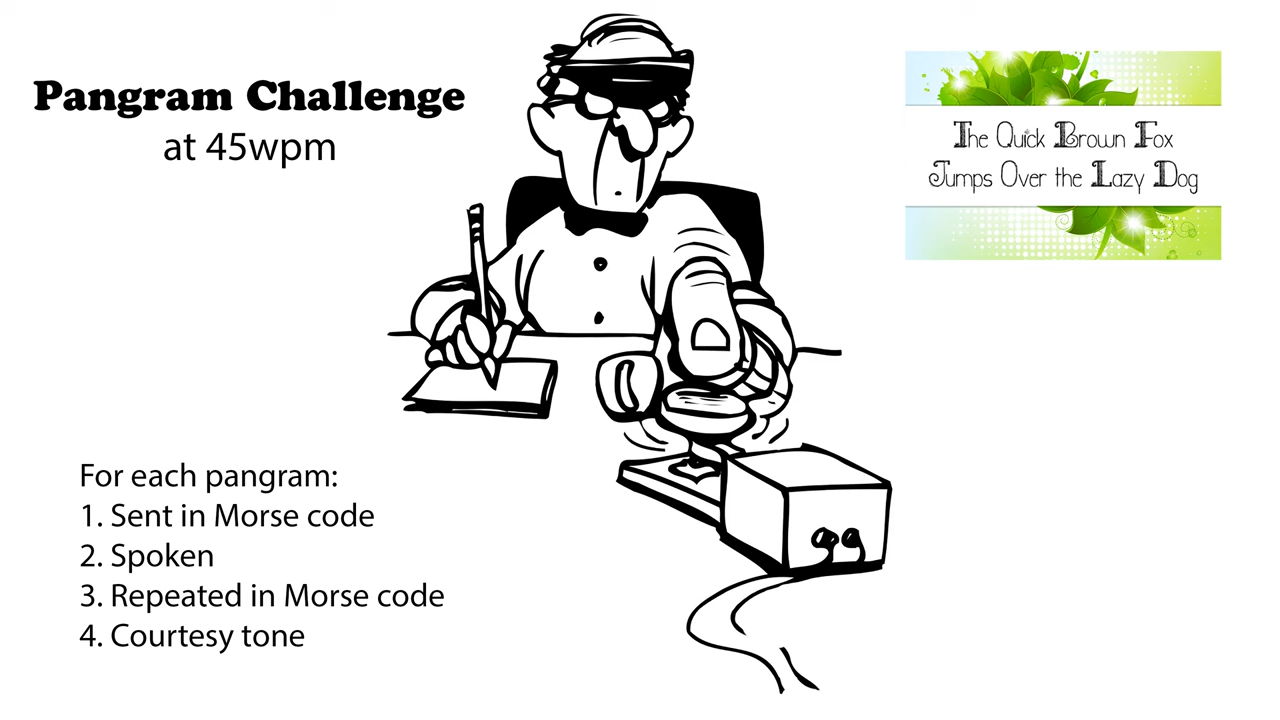 Pangram Challenge
at 45wpm
The Quick Brown Fox
Jumps Over the Lazy Dog
For each pangram:
1. Sent in Morse code
2. Spoken
3. Repeated in Morse code
4. Courtesy tone